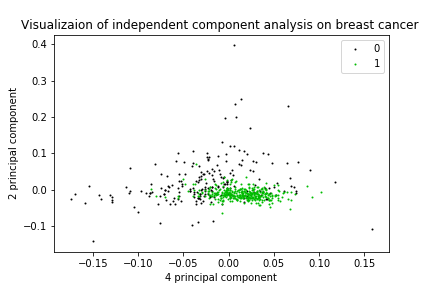 Visualizaion of independent component analysis on breast cancer
0
1
2 principal component
0.4
0.3
0.2
0.1
0.0
−0.1
−0.15 −0.10 −0.05 0.00 0.05 0.10 0.15
4 principal component